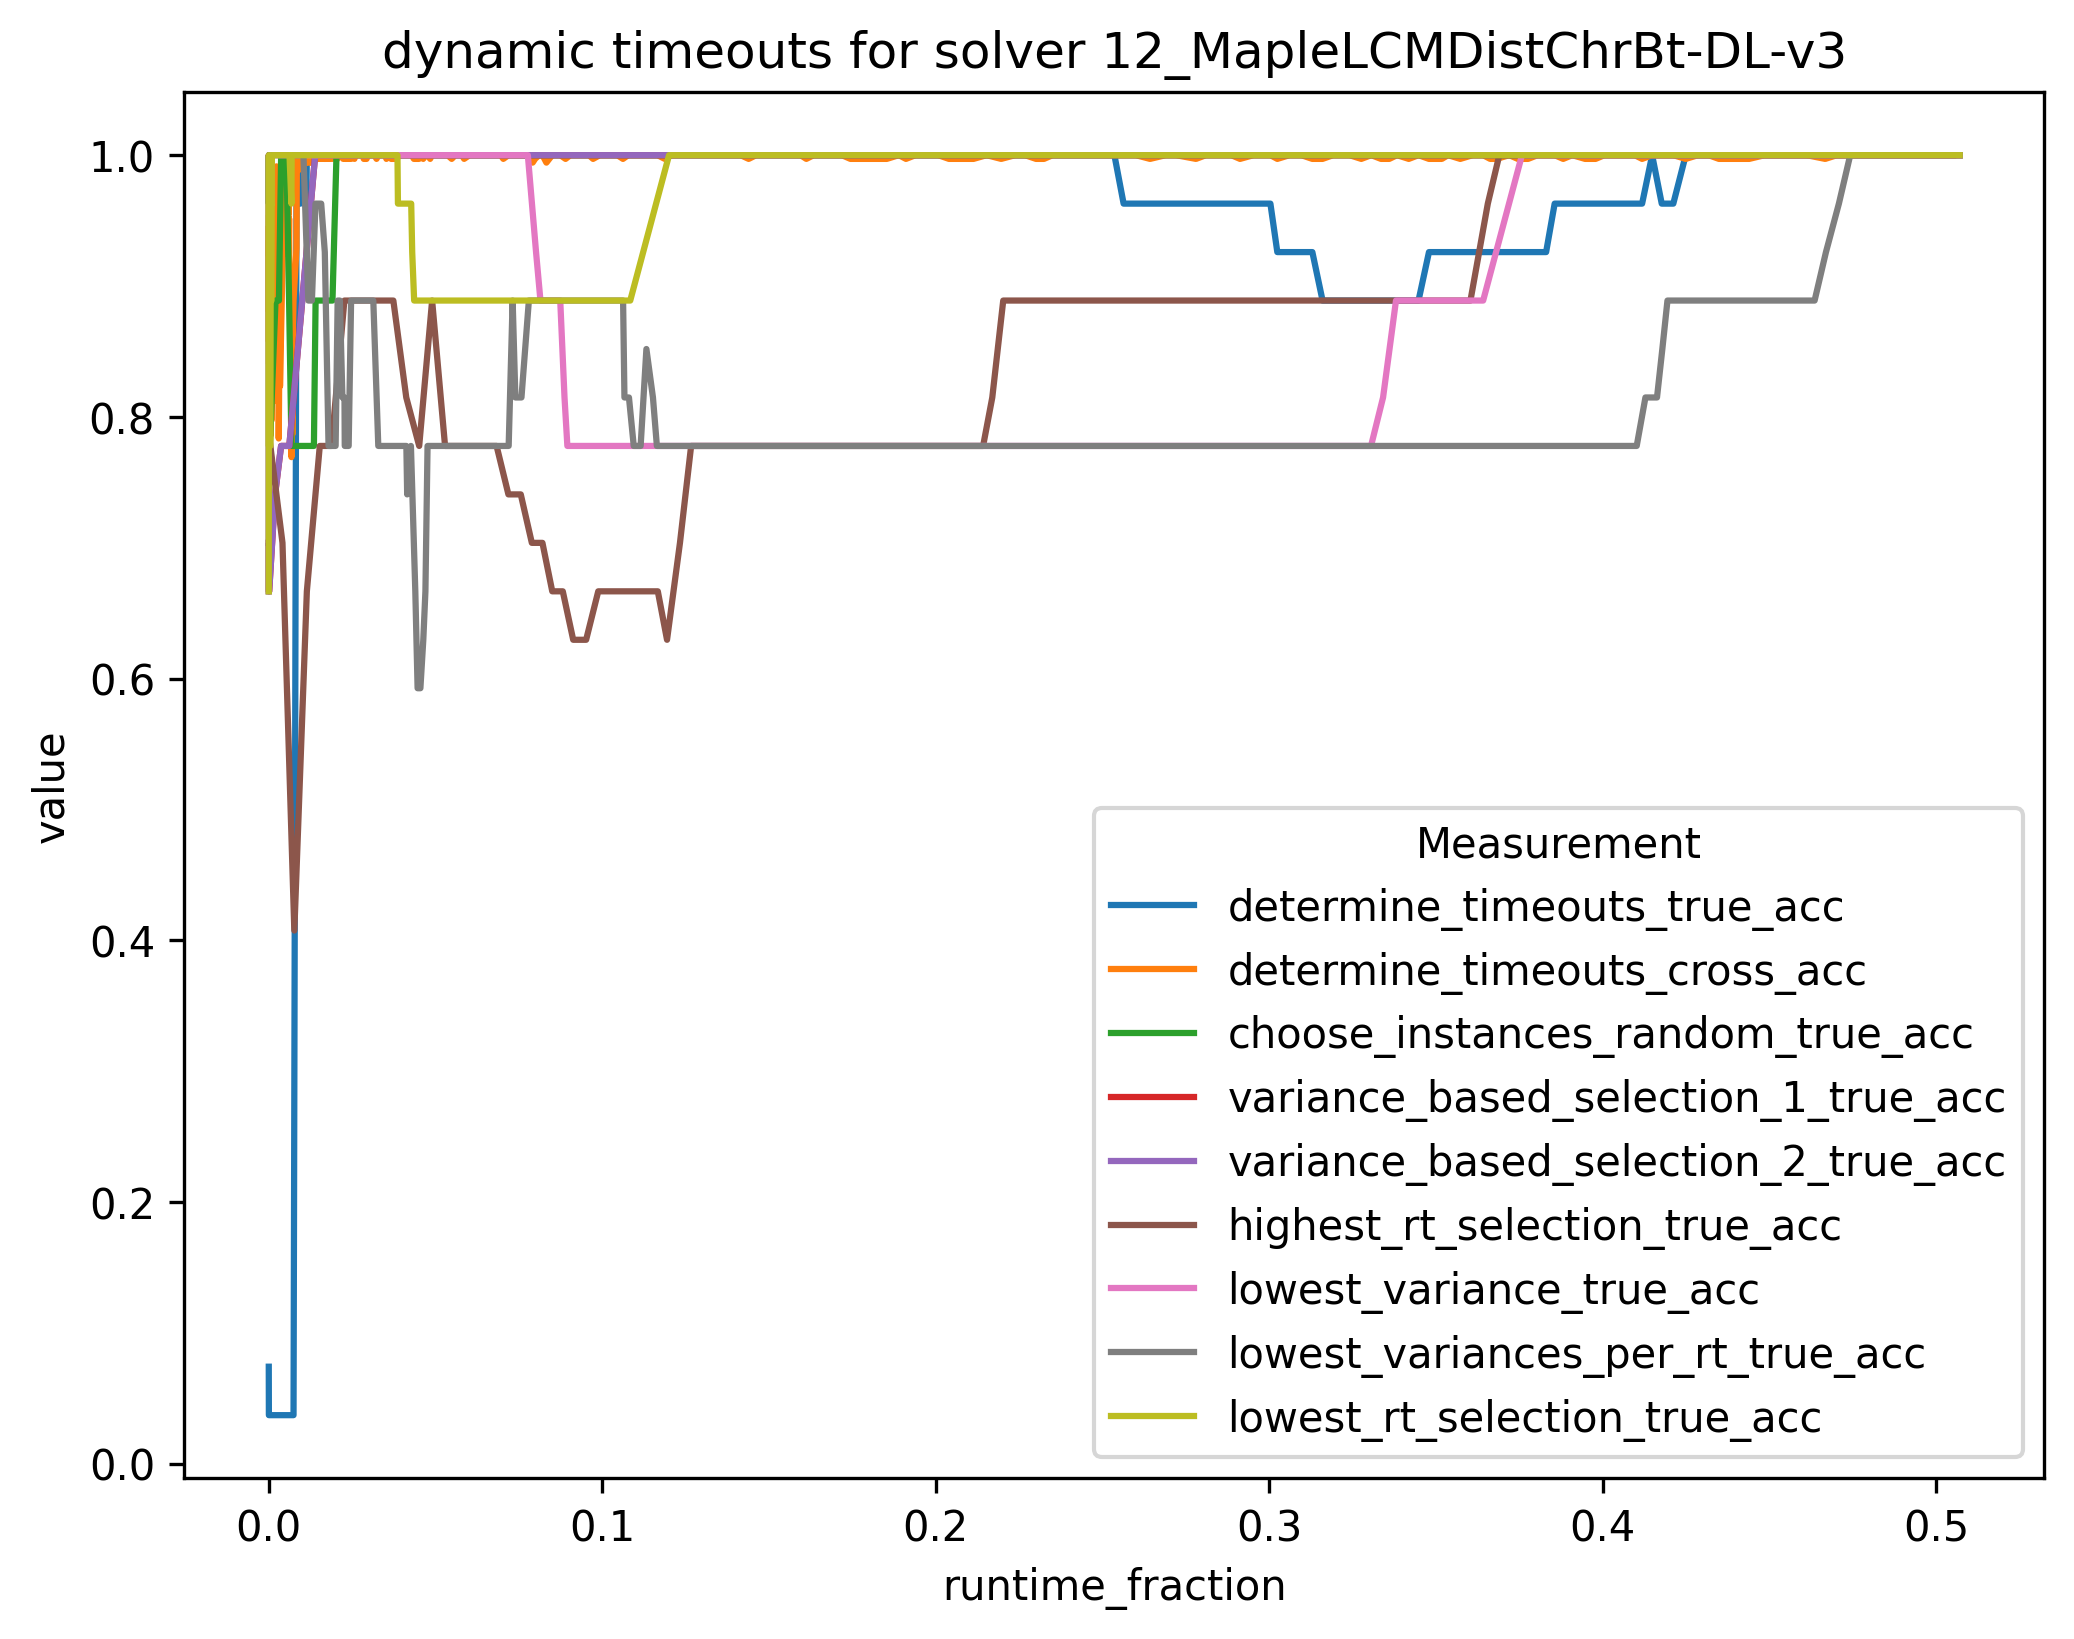 dynamic timeouts for solver 12_MapleLCMDistChrBt-DL-v3
1.0
0.8
0.6
0.4
0.2
0.0
value
Measurement
determine_timeouts_true_acc
determine_timeouts_cross_acc
choose_instances_random_true_acc
variance_based_selection_1_true_acc
variance_based_selection_2_true_acc
highest_rt_selection_true_acc
lowest_variance_true_acc
lowest_variances_per_rt_true_acc
lowest_rt_selection_true_acc
0.0 0.1 0.2 0.3 0.4 0.5
runtime_fraction